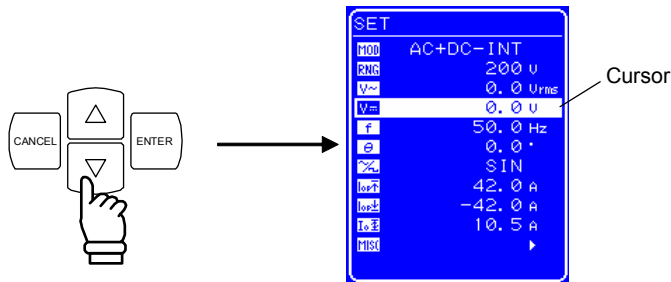 CANCEL
ENTER
Cursor
SET
MOD AC+DC-INT
RNG 200 V
V~ 0.0 Vrms
V⎓ 0.0 V
f 50.0 Hz
θ 0.0 °
SIN
42.0 A
-42.0 A
10.5 A
MISC